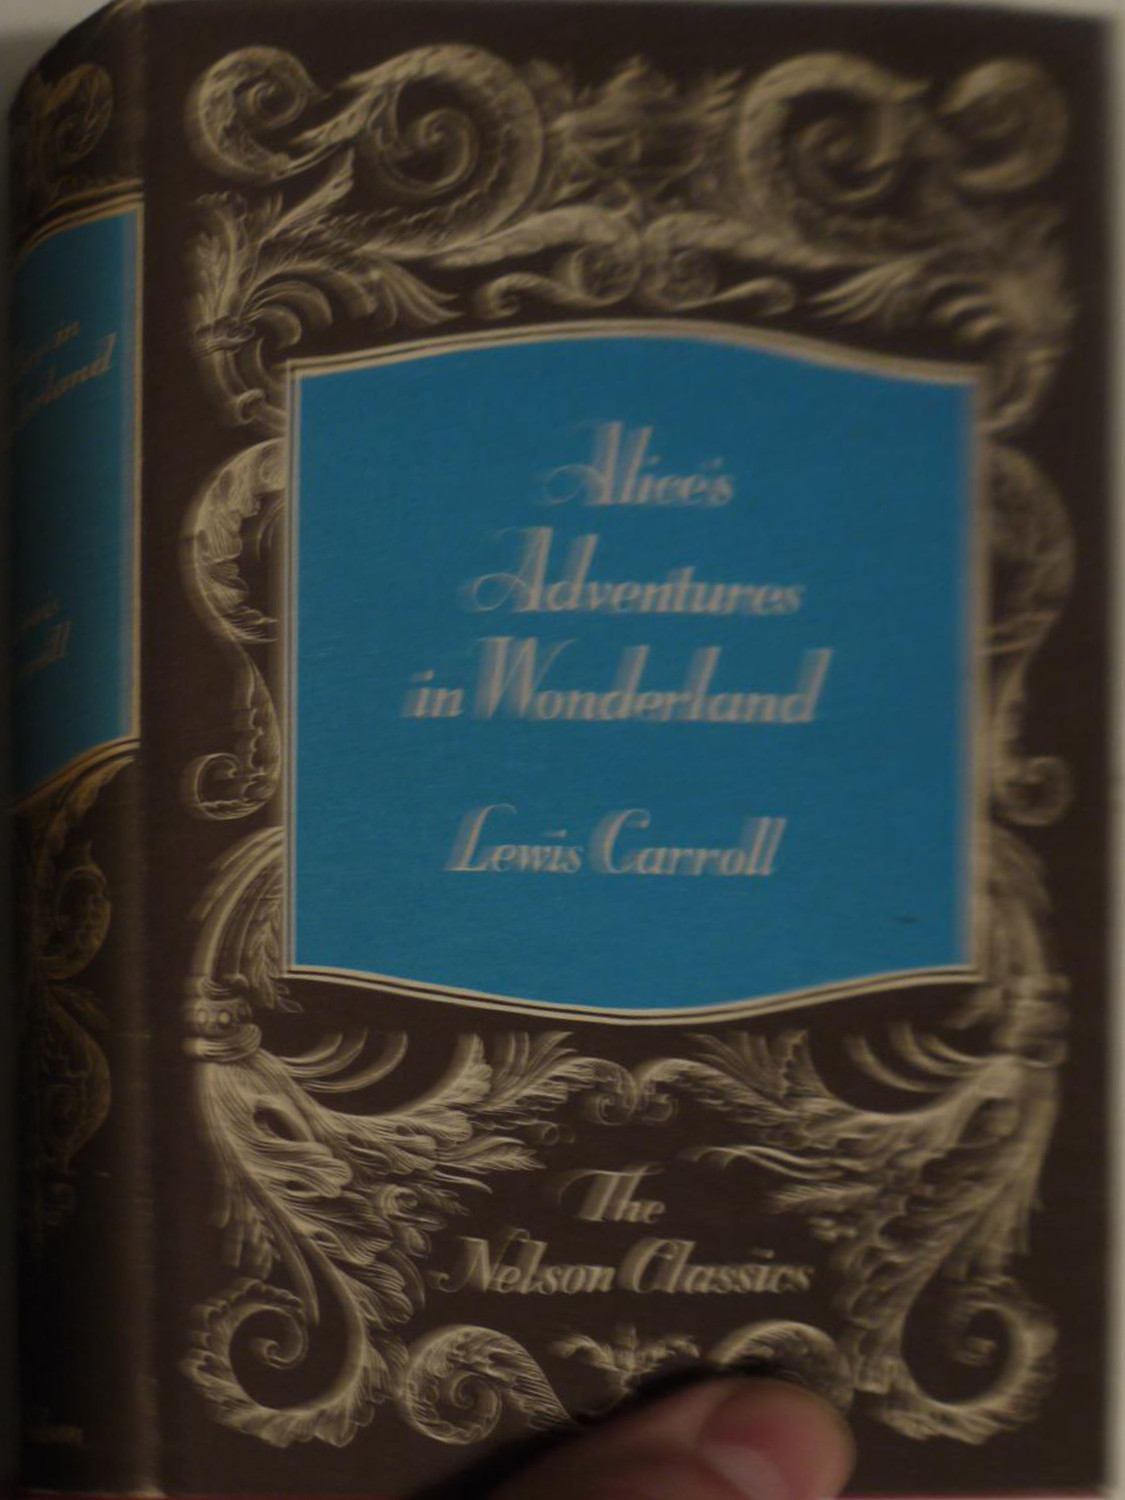 Alice's
Adventures
in Wonderland
Lewis Carroll
The
Nelson Classics